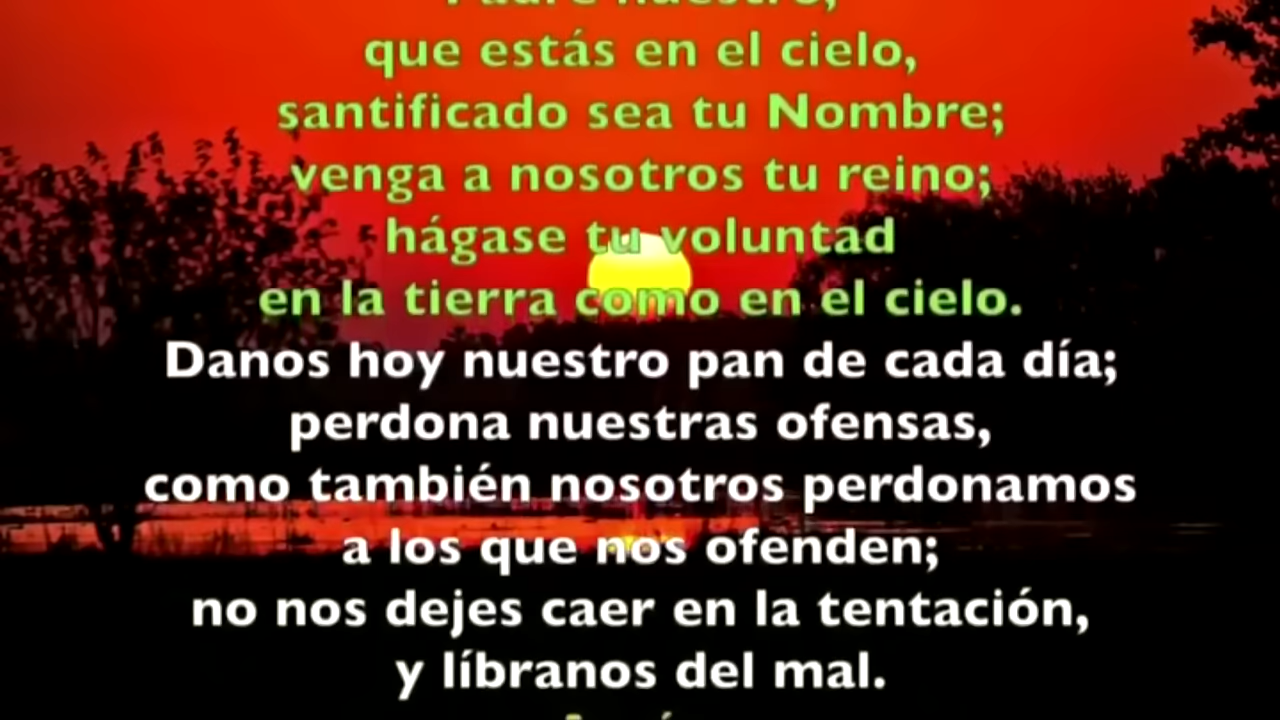 Padre nuestro,
que estás en el cielo,
santificado sea tu Nombre;
venga a nosotros tu reino;
hágase tu voluntad
en la tierra como en el cielo.
Danos hoy nuestro pan de cada día;
perdona nuestras ofensas,
como también nosotros perdonamos
a los que nos ofenden;
no nos dejes caer en la tentación,
y líbranos del mal.